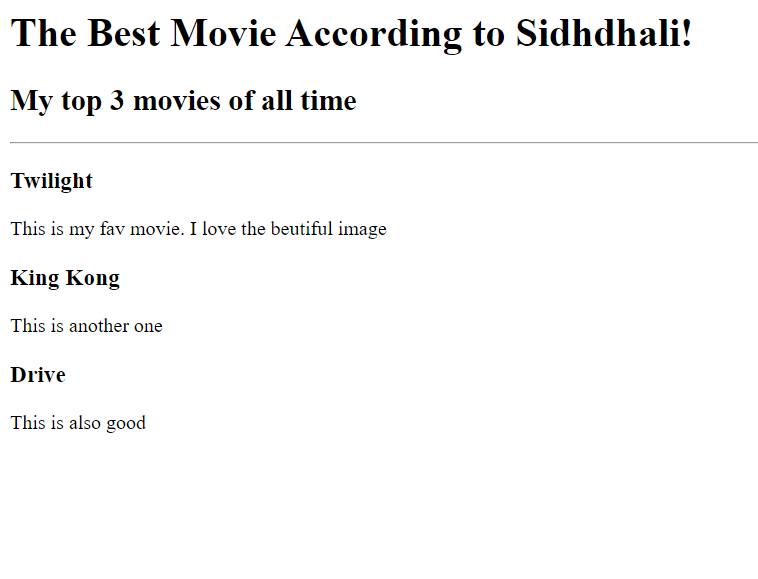 The Best Movie According to Sidhdhali!
My top 3 movies of all time
Twilight
This is my fav movie. I love the beutiful image
King Kong
This is another one
Drive
This is also good